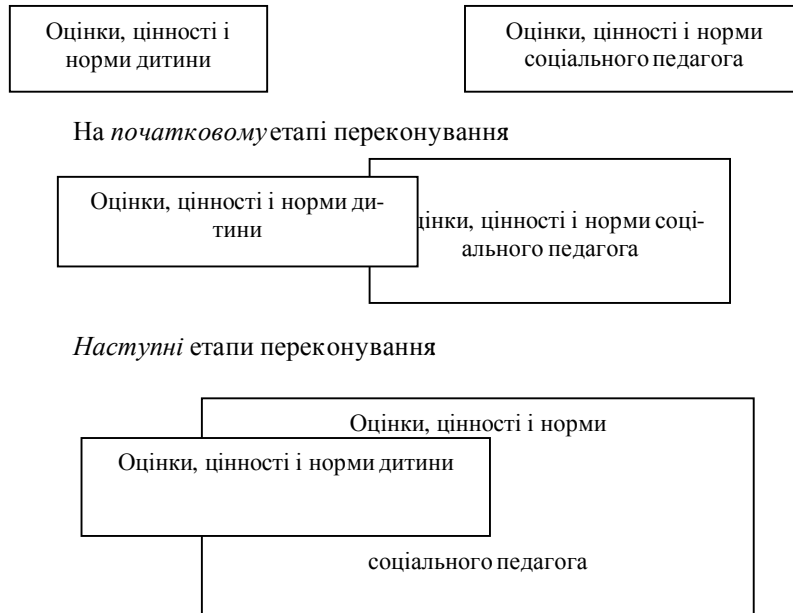 Оцінки, цінності і
норми дитини
Оцінки, цінності і норми
соціального педагога
На початковому етапі переконування:
Оцінки, цінності і норми ди-
тини
цінки, цінності і норми соці-
ального педагога
Наступні етапи переконування:
Оцінки, цінності і норми
Оцінки, цінності і норми дитини
соціального педагога